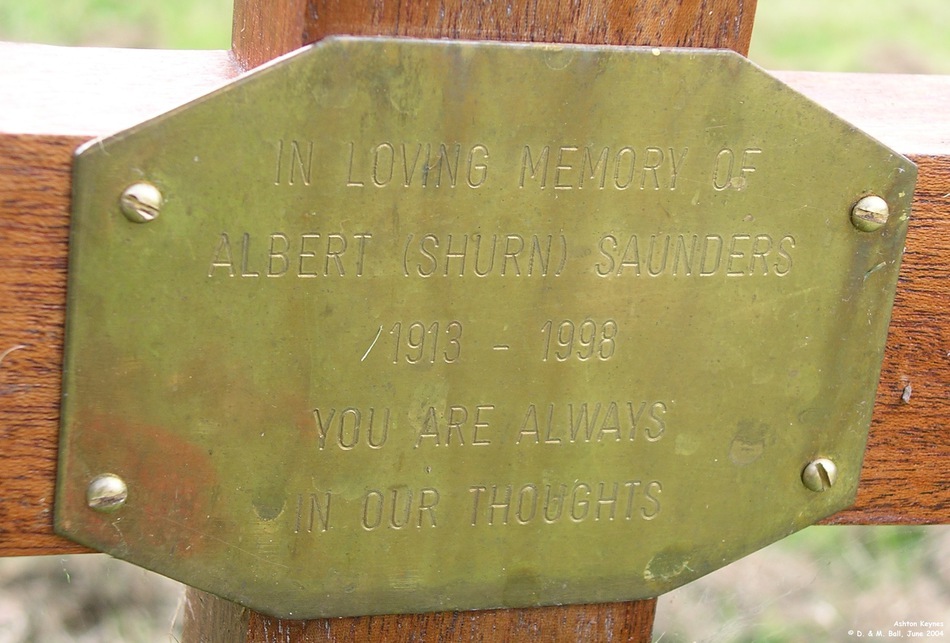 IN LOVING MEMORY OF
ALBERT (SHURN) SAUNDERS
/1913 - 1998
YOU ARE ALWAYS
IN OUR THOUGHTS
Ashton Keynes
© D. & M. Ball, June 2004